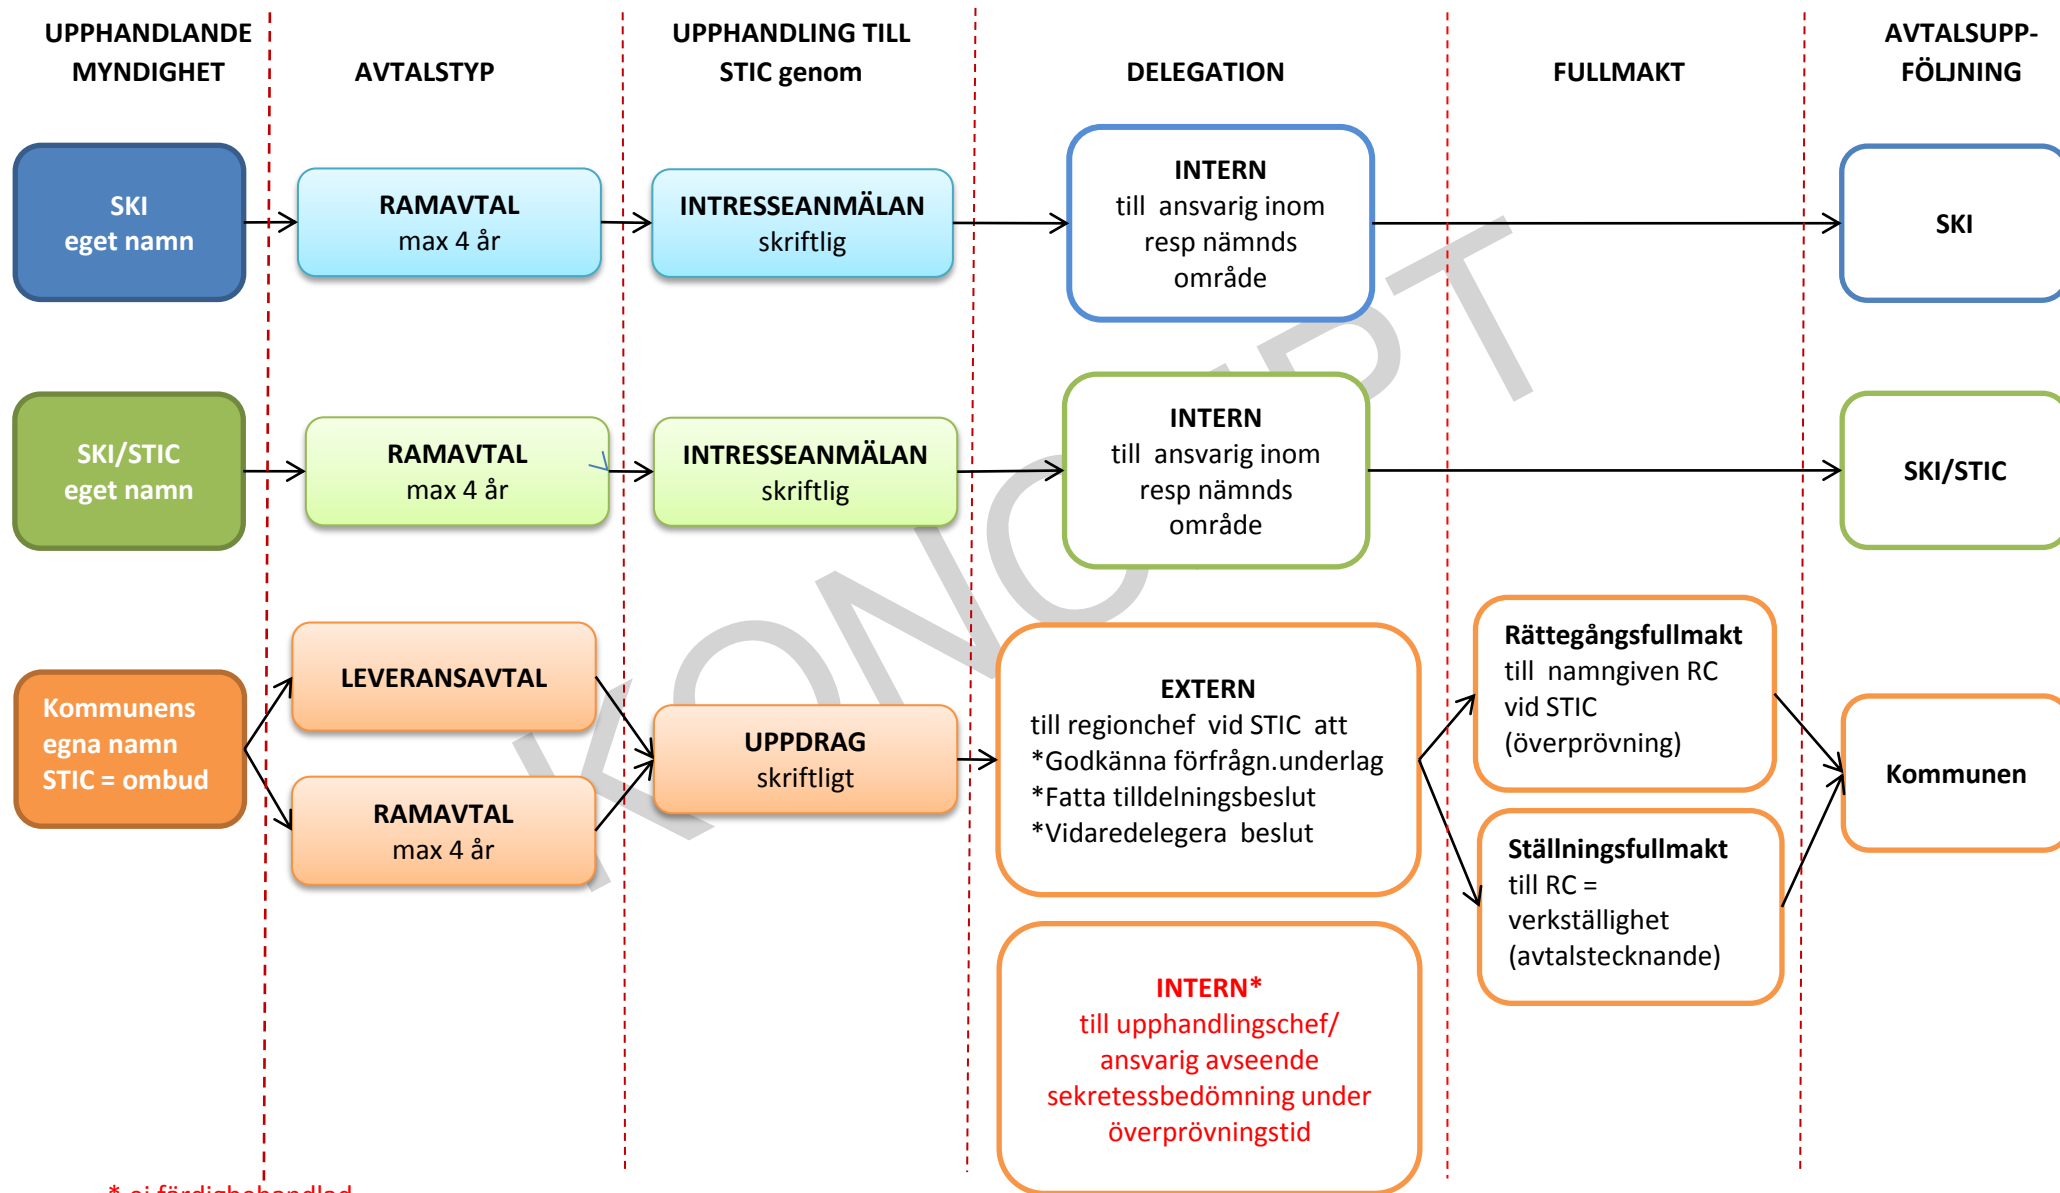 UPPHANDLANDE
MYNDIGHET
AVTALSTYP
UPPHANDLING TILL
STIC genom
DELEGATION
FULLMAKT
AVTALSUPP-
FÖLJNING
SKI
eget namn
RAMAVTAL
max 4 år
INTRESSEANMÄLAN
skriftlig
INTERN
till ansvarig inom
resp nämnds
område
SKI
SKI/STIC
eget namn
RAMAVTAL
max 4 år
INTRESSEANMÄLAN
skriftlig
INTERN
till ansvarig inom
resp nämnds
område
SKI/STIC
Kommunens
egna namn
STIC = ombud
LEVERANSAVTAL
RAMAVTAL
max 4 år
UPPDRAG
skriftligt
EXTERN
till regionchef vid STIC att
*Godkänna förfrågn.underlag
*Fatta tilldelningsbeslut
*Vidaredelegera beslut
Rättegångsfullmakt
till namngiven RC
vid STIC
(överprövning)
Ställningsfullmakt
till RC =
verkställighet
(avtalstecknande)
Kommunen
INTERN*
till upphandlingschef/
ansvarig avseende
sekretessbedömning under
överprövningstid
* ej färdigbehandlad
KONCEPT